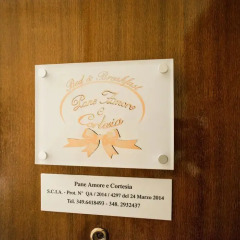 Bed & Breakfast
Pane Amore
e
Cortesia
Pane Amore e Cortesia
S.C.I.A. - Prot. N° QA / 2014 / 4297 del 24 Marzo 2014
Tel. 349.6418493 - 348. 2932437